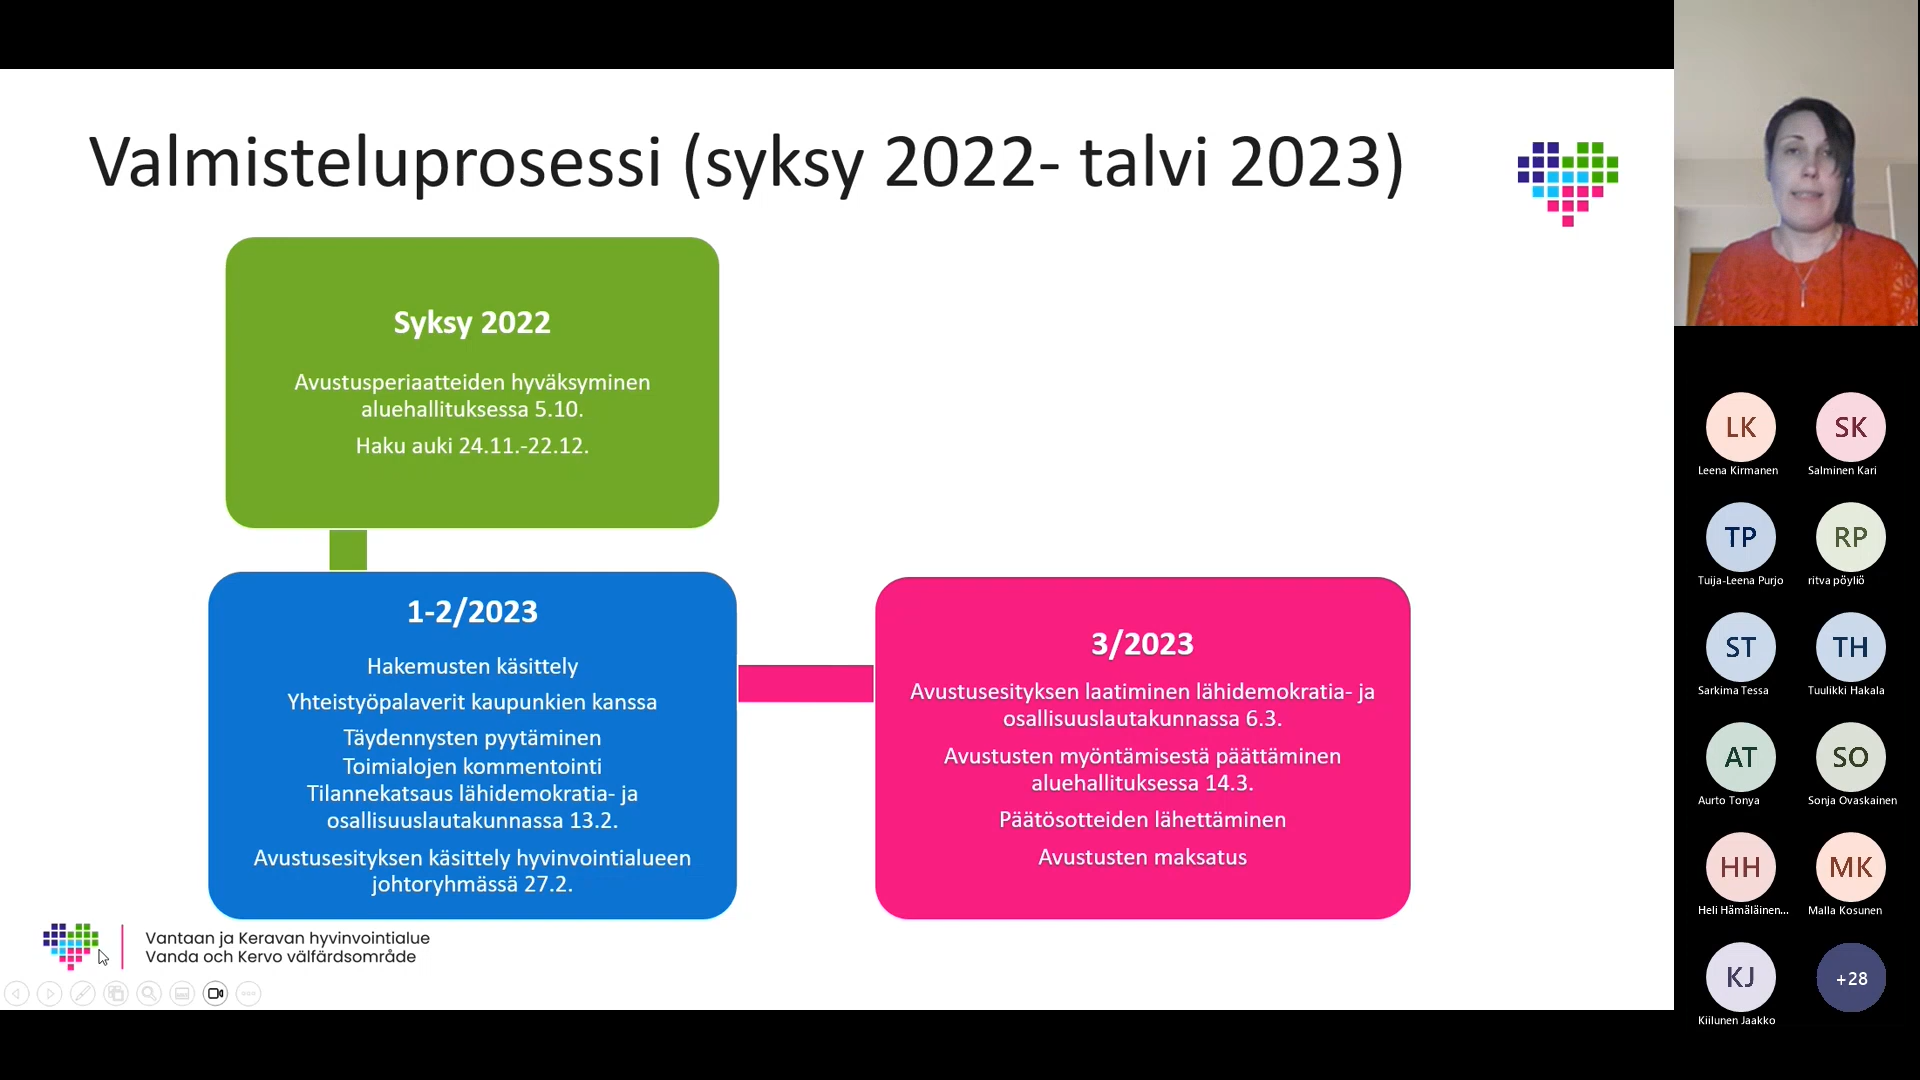 Valmisteluprosessi (syksy 2022- talvi 2023)
Syksy 2022
Avustusperiaatteiden hyväksyminen
aluehallituksessa 5.10.
Haku auki 24.11.-22.12.
1-2/2023
Hakemusten käsittely
Yhteistyöpalaverit kaupunkien kanssa
Täydennysten pyytäminen
Toimialojen kommentointi
Tilannekatsaus lähidemokratia- ja
osallisuuslautakunnassa 13.2.
Avustusesityksen käsittely hyvinvointialueen
johtoryhmässä 27.2.
3/2023
Avustusesityksen laatiminen lähidemokratia- ja
osallisuuslautakunnassa 6.3.
Avustusten myöntämisestä päättäminen
aluehallituksessa 14.3.
Päätösotteiden lähettäminen
Avustusten maksatus
Vantaan ja Keravan hyvinvointialue
Vanda och Kervo välfärdsområde
LK
Leena Kirmanen
SK
Salminen Kari
TP
Tuija-Leena Purjo
RP
ritva pöyliö
ST
Sarkima Tessa
TH
Tuulikki Hakala
AT
Aurto Tonya
SO
Sonja Ovaskainen
HH
Heli Hämäläinen...
MK
Malla Kosunen
KJ
Kiilunen Jaakko
+28